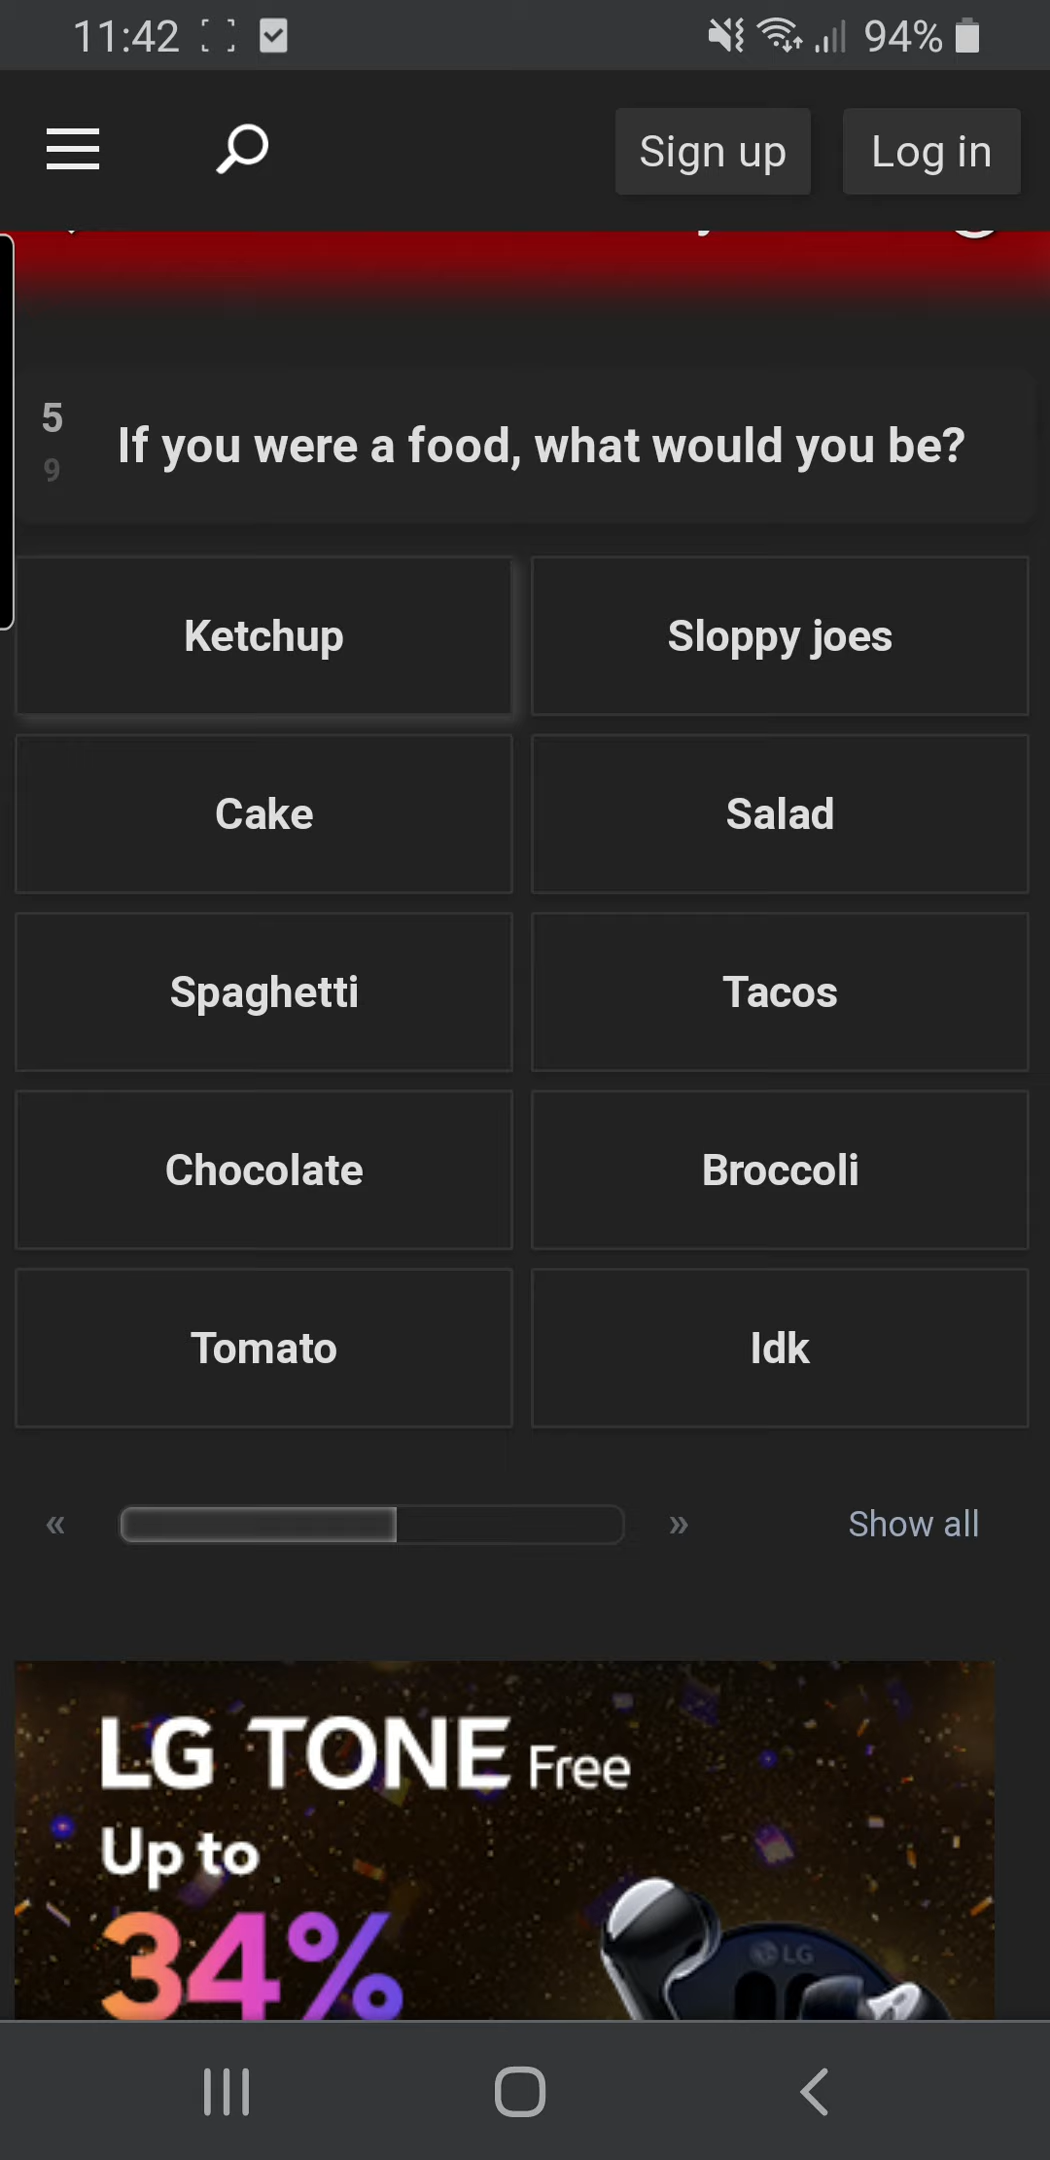 11:42
94%
Sign up
Log in
5
9
If you were a food, what would you be?
Ketchup
Sloppy joes
Cake
Salad
Spaghetti
Tacos
Chocolate
Broccoli
Tomato
Idk
«
»
Show all
LG TONE Free
Up to
34%
LG